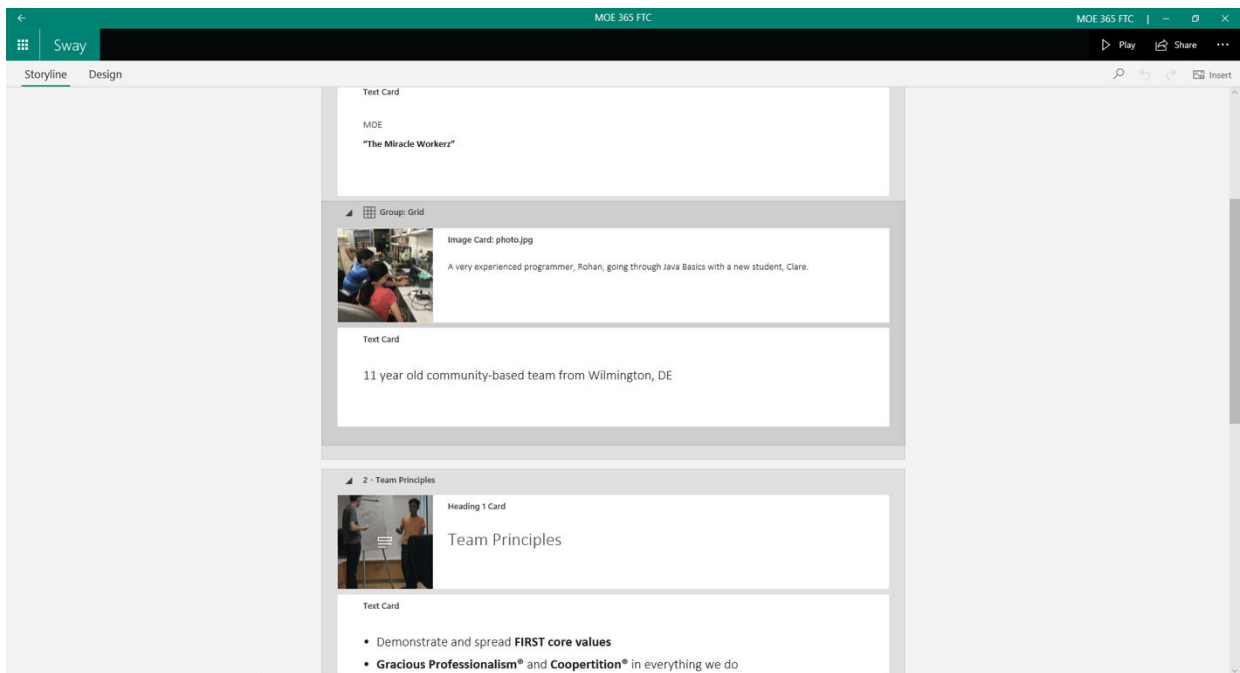 MOE 365 FTC
MOE 365 FTC
Sway
Play
Share
Storyline
Design
Insert
Text Card
MOE
“The Miracle Workerz”
Group: Grid
Image Card: photo.jpg
A very experienced programmer, Rohan, going through Java Basics with a new student, Clare.
Text Card
11 year old community-based team from Wilmington, DE
2 - Team Principles
Heading 1 Card
Team Principles
Text Card
• Demonstrate and spread FIRST core values
• Gracious Professionalism® and Coopertition® in everything we do